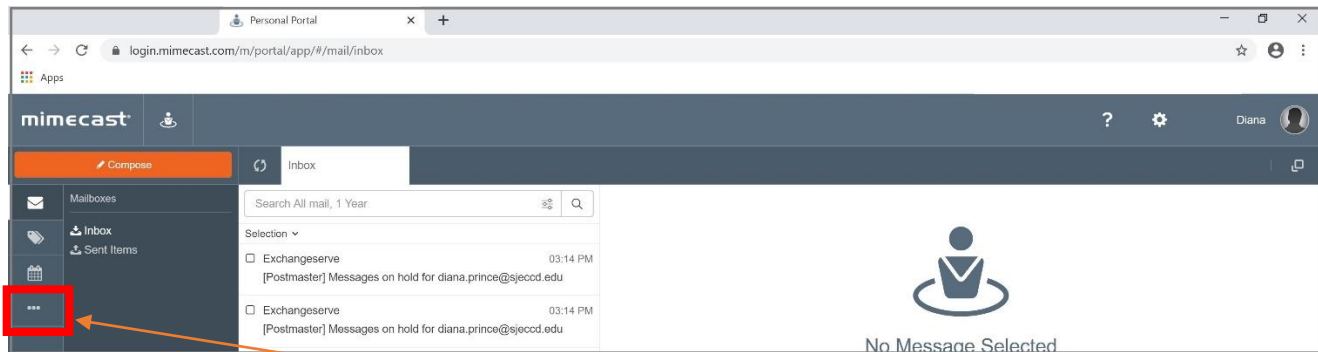 Personal Portal
login.mimecast.com/m/portal/app/#/mail/inbox
Apps
mimecast
? Diana
Compose
Inbox
Mailboxes
Inbox
Sent Items
Search All mail, 1 Year
Selection
Exchangeserve 03:14 PM
[Postmaster] Messages on hold for diana.prince@sjeccd.edu
Exchangeserve 03:14 PM
[Postmaster] Messages on hold for diana.prince@sjeccd.edu
No Message Selected